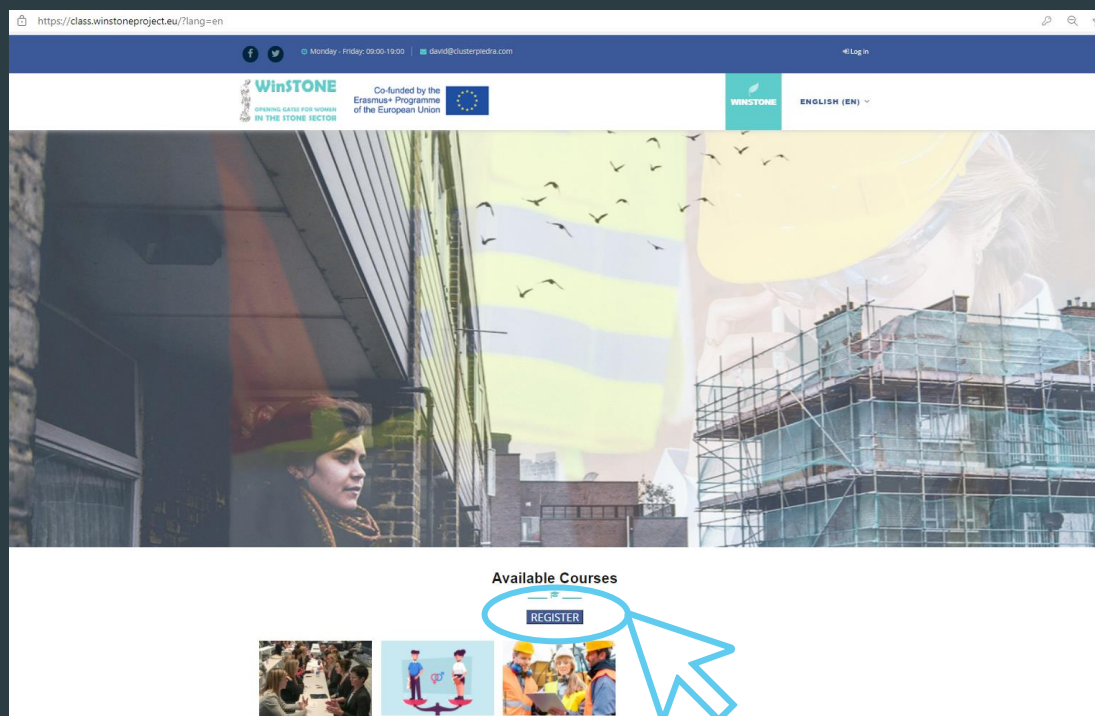 https://class.winstoneproject.eu/?lang=en
Monday - Friday: 09:00-19:00
david@clusterpiedra.com
Log in
WinSTONE
OPENING GATES FOR WOMEN
IN THE STONE SECTOR
Co-funded by the
Erasmus+ Programme
of the European Union
WINSTONE
ENGLISH (EN)
Available Courses
REGISTER